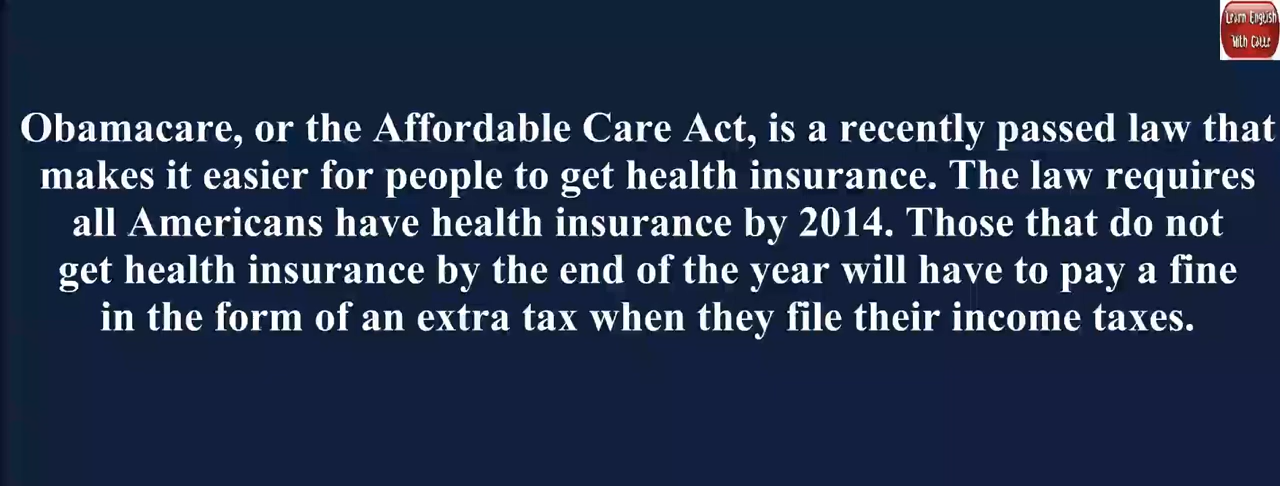 Learn English
With
Obamacare, or the Affordable Care Act, is a recently passed law that
makes it easier for people to get health insurance. The law requires
all Americans have health insurance by 2014. Those that do not
get health insurance by the end of the year will have to pay a fine
in the form of an extra tax when they file their income taxes.